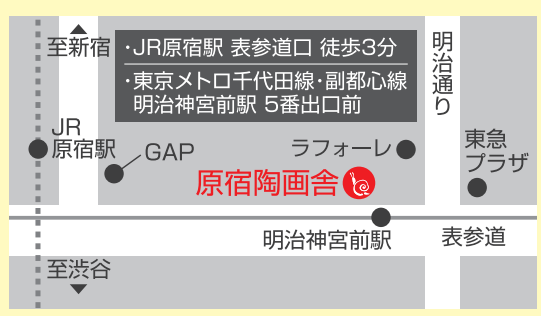 至新宿
・JR原宿駅 表参道口 徒歩3分
・東京メトロ千代田線・副都心線
明治神宮前駅 5番出口前
明治通り
JR
原宿駅
GAP
ラフォーレ
東急
プラザ
原宿陶画舎
明治神宮前駅
表参道
至渋谷